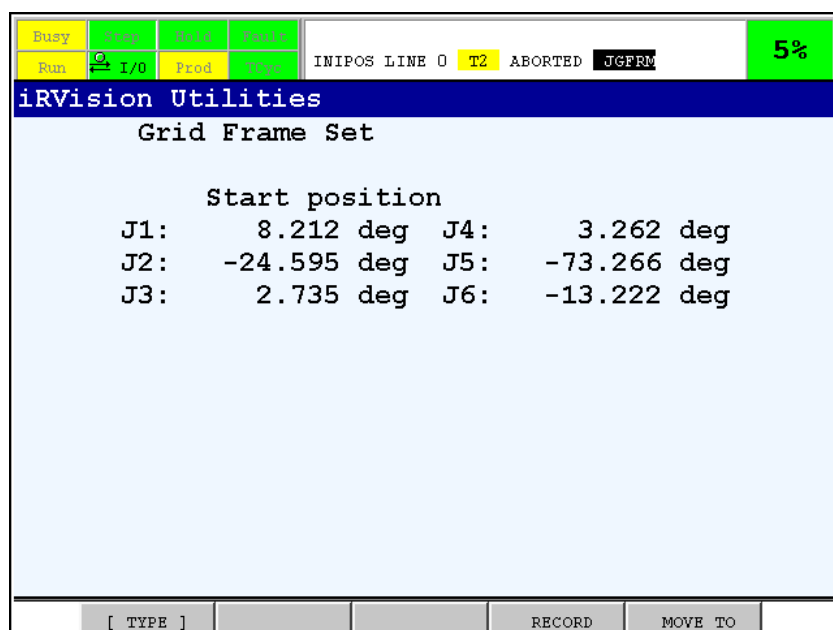 Busy Step Hold Fault
Run I/O Prod TCyc
INIPOS LINE 0 T2 ABORTED JGFRM
5%
iRVision Utilities
Grid Frame Set
Start position
J1: 8.212 deg J4: 3.262 deg
J2: -24.595 deg J5: -73.266 deg
J3: 2.735 deg J6: -13.222 deg
[ TYPE ] RECORD MOVE TO